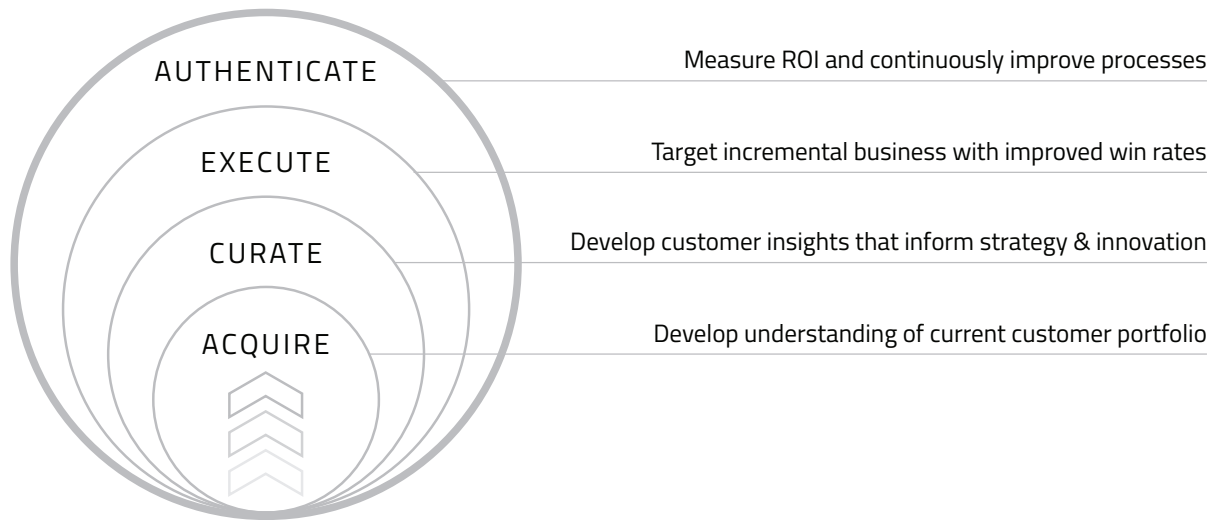 AUTHENTICATE
Measure ROI and continuously improve processes
EXECUTE
Target incremental business with improved win rates
CURATE
Develop customer insights that inform strategy & innovation
ACQUIRE
Develop understanding of current customer portfolio